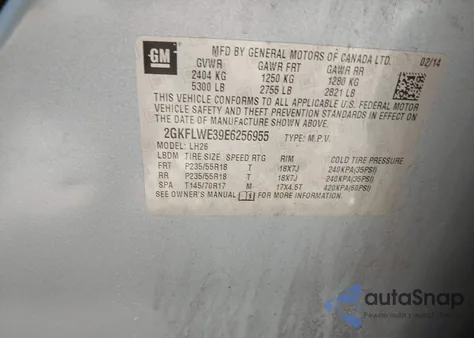 GM
MFD BY GENERAL MOTORS OF CANADA LTD. 02/14
GVWR GAWR FRT GAWR RR
2404 KG 1250 KG 1280 KG
5300 LB 2756 LB 2821 LB
THIS VEHICLE CONFORMS TO ALL APPLICABLE U.S. FEDERAL MOTOR
VEHICLE SAFETY AND THEFT PREVENTION STANDARDS IN EFFECT ON
THE DATE OF MANUFACTURE SHOWN ABOVE.
2GKFLWE39E6256955 TYPE: M.P.V.
MODEL: LH26
LBDM TIRE SIZE SPEED RTG RIM COLD TIRE PRESSURE
FRT P235/55R18 T 18X7J 240KPA(35PSI)
RR P235/55R18 T 18X7J 240KPA(35PSI)
SPA T145/70R17 M 17X4.5T 420KPA(60PSI)
SEE OWNER'S MANUAL FOR MORE INFORMATION.
autoSnap